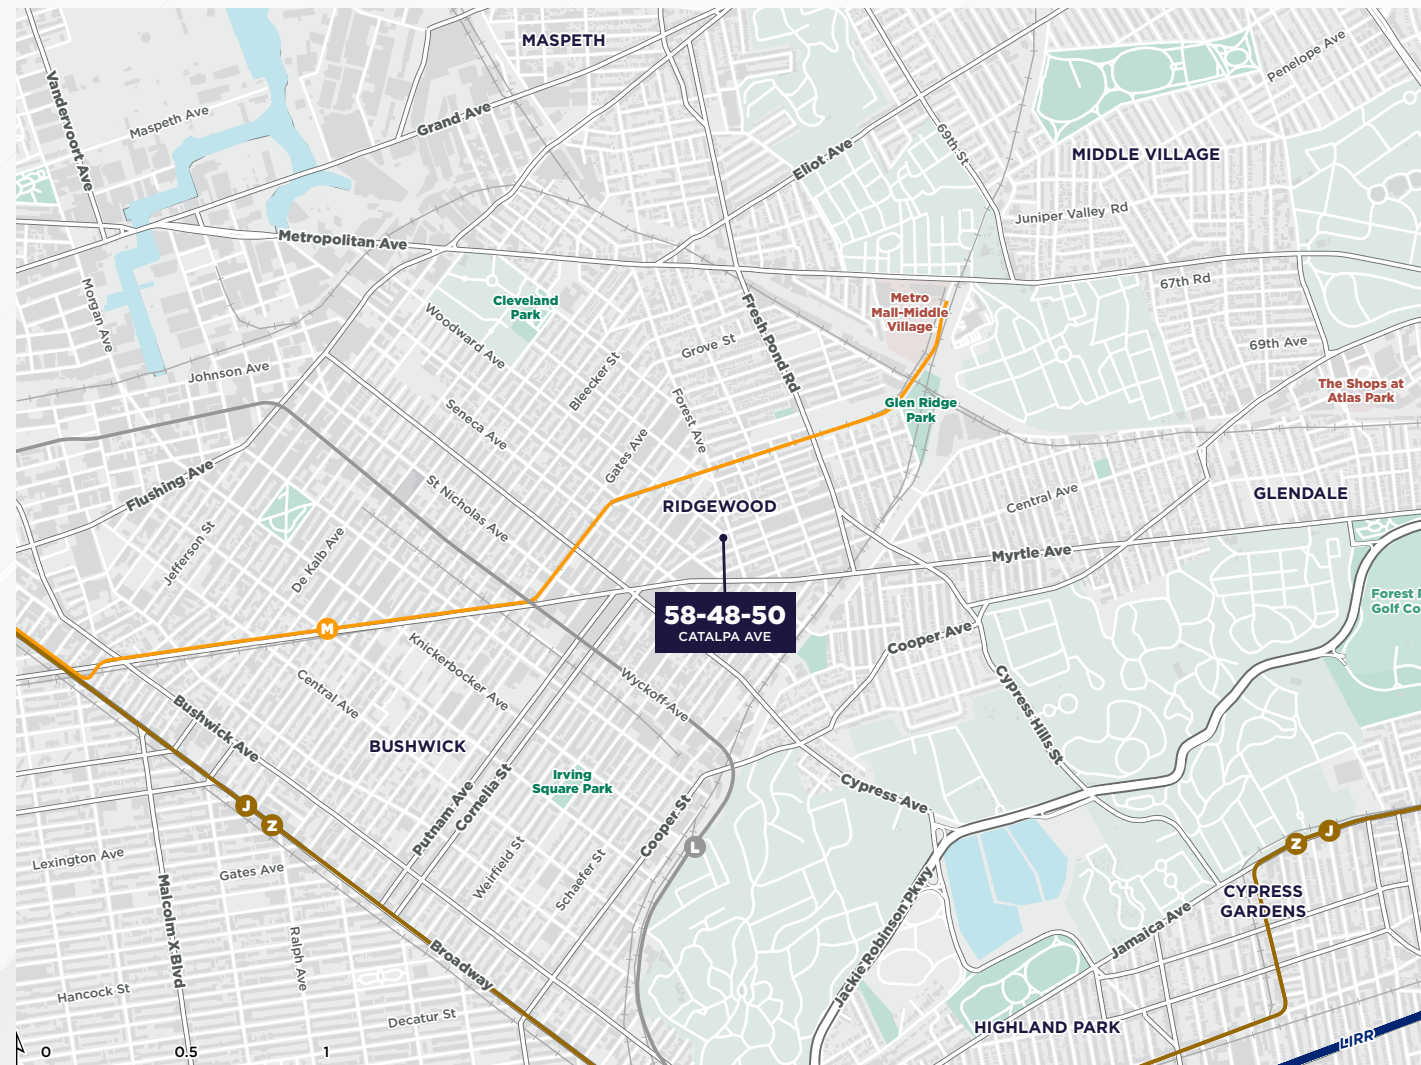 MASPETH
Penelope Ave
Vandervoort Ave
Maspeth Ave
Grand Ave
69th St
Eliot Ave
MIDDLE VILLAGE
Juniper Valley Rd
Metropolitan Ave
67th Rd
Morgan Ave
Cleveland
Park
Metro
Mall-Middle
Village
Fresh Pond Rd
Woodward Ave
Grove St
69th Ave
Johnson Ave
Bleecker St
The Shops at
Atlas Park
Forest Ave
Glen Ridge
Park
Seneca Ave
Gates Ave
Flushing Ave
St Nicholas Ave
RIDGEWOOD
Central Ave
GLENDALE
Jefferson St
De Kalb Ave
Myrtle Ave
58-48-50
CATALPA AVE
Forest P
Golf Co
M
Cooper Ave
Knickerbocker Ave
Central Ave
Wyckoff Ave
Cypress Hills St
Bushwick Ave
BUSHWICK
Irving
Square Park
Putnam Ave
Cornelia St
Cypress Ave
J
Z
Cooper St
L
Z
J
Lexington Ave
Gates Ave
Weirfield St
Schaefer St
CYPRESS
GARDENS
Malcolm X Blvd
Ralph Ave
Broadway
Jackie Robinson Pkwy
Jamaica Ave
Hancock St
Decatur St
HIGHLAND PARK
LIRR
0
0.5
1